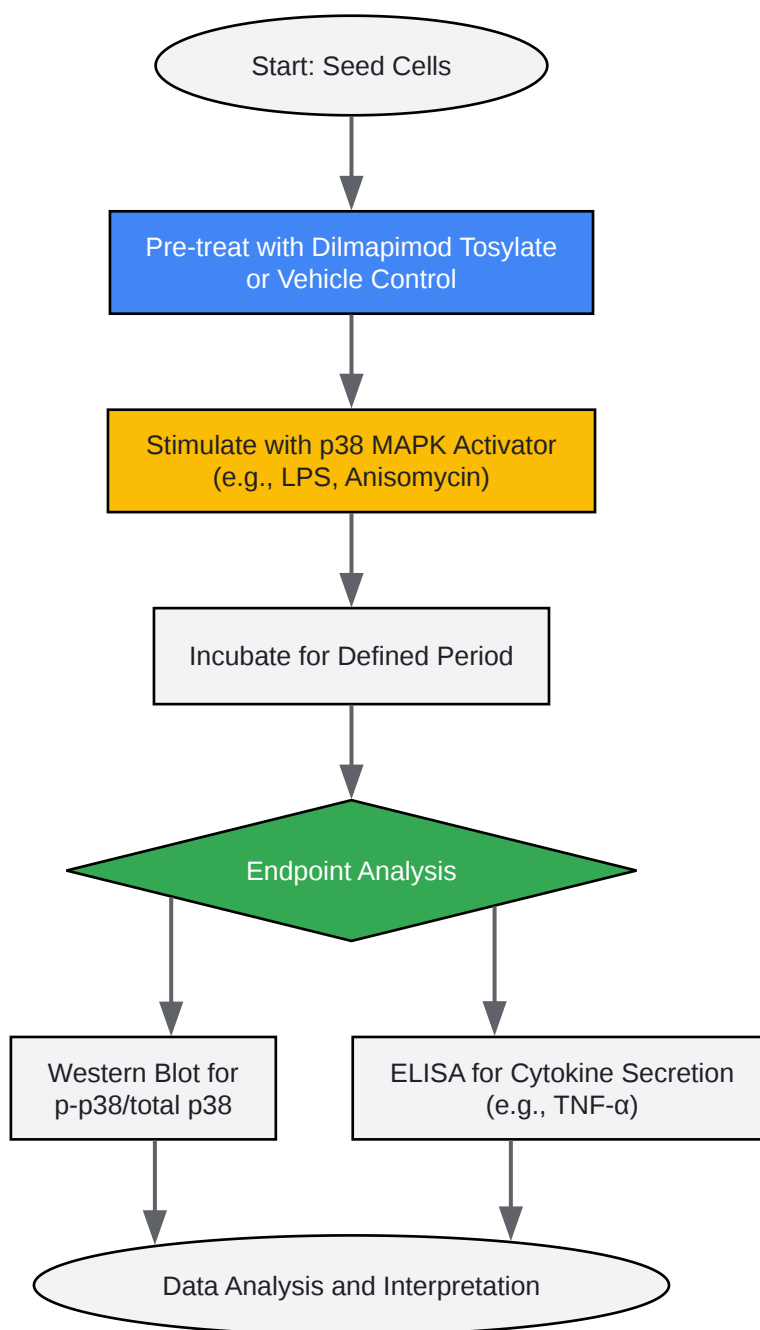 Start: Seed Cells
Pre-treat with Dilmapimod Tosylate
or Vehicle Control
Stimulate with p38 MAPK Activator
(e.g., LPS, Anisomycin)
Incubate for Defined Period
Endpoint Analysis
Western Blot for
p-p38/total p38
ELISA for Cytokine Secretion
(e.g., TNF-α)
Data Analysis and Interpretation